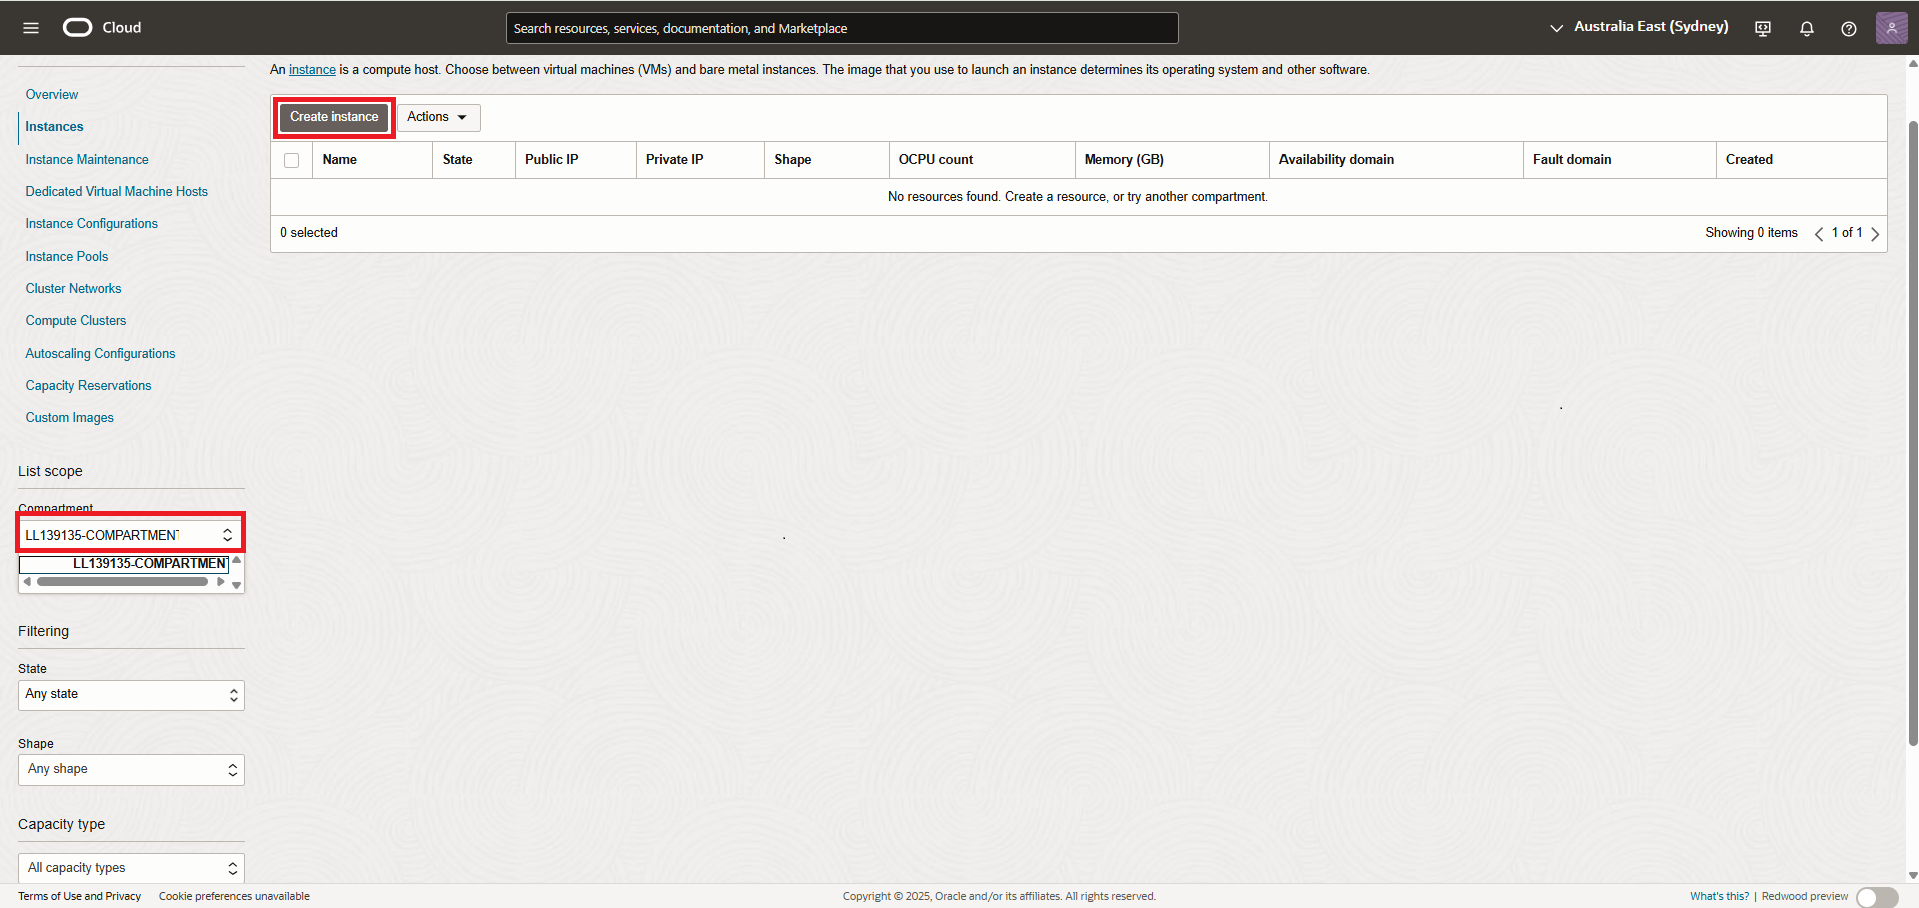 Cloud
Search resources, services, documentation, and Marketplace
Australia East (Sydney)
An instance is a compute host. Choose between virtual machines (VMs) and bare metal instances. The image that you use to launch an instance determines its operating system and other software.
Overview
Instances
Instance Maintenance
Dedicated Virtual Machine Hosts
Instance Configurations
Instance Pools
Cluster Networks
Compute Clusters
Autoscaling Configurations
Capacity Reservations
Custom Images
Create instance
Actions
Name State Public IP Private IP Shape OCPU count Memory (GB) Availability domain Fault domain Created
No resources found. Create a resource, or try another compartment.
0 selected
Showing 0 items
1 of 1
List scope
Compartment
LL139135-COMPARTMENT
LL139135-COMPARTMEN
Filtering
State
Any state
Shape
Any shape
Capacity type
All capacity types
Terms of Use and Privacy
Cookie preferences unavailable
Copyright © 2025, Oracle and/or its affiliates. All rights reserved.
What's this? | Redwood preview